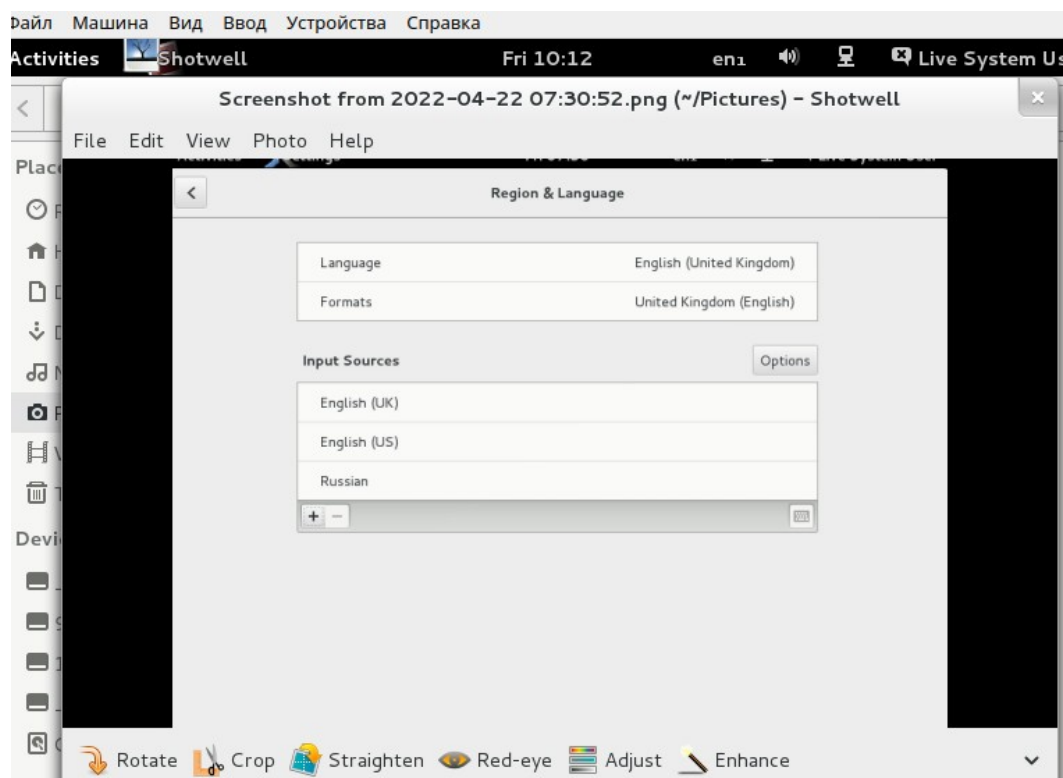 Файл Машина Вид Ввод Устройства Справка
Activities Shotwell Fri 10:12 en₁ Live System Us
Screenshot from 2022-04-22 07:30:52.png (~/Pictures) – Shotwell
File Edit View Photo Help
Region & Language
Language English (United Kingdom)
Formats United Kingdom (English)
Input Sources Options
English (UK)
English (US)
Russian
+ −
Rotate Crop Straighten Red-eye Adjust Enhance